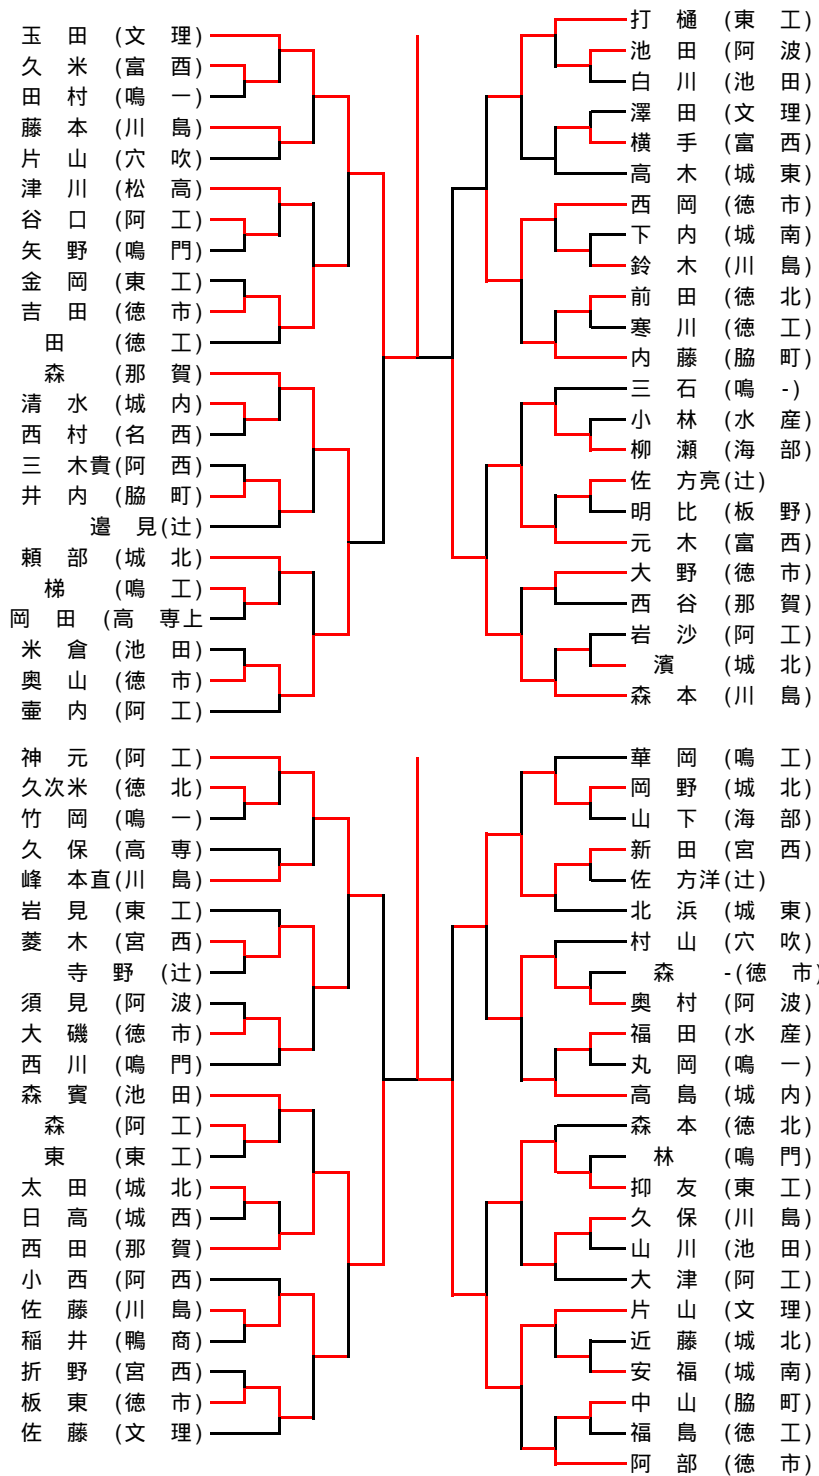 玉 田 (文 理)
久 米 (富 酉)
田 村 (鳴 一)
藤 本 (川 島)
片 山 (穴 吹)
津 川 (松 高)
谷 口 (阿 工)
矢 野 (鳴 門)
金 岡 (東 工)
吉 田 (徳 市)
田 (徳 工)
森 (那 賀)
清 水 (城 内)
西 村 (名 西)
三 木貴(阿 西)
井 内 (脇 町)
邉 見(辻)
頼 部 (城 北)
梯 (鳴 工)
岡 田 (高 専上
米 倉 (池 田)
奥 山 (徳 市)
壷 内 (阿 工)
打 樋 (東 工)
池 田 (阿 波)
白 川 (池 田)
澤 田 (文 理)
横 手 (富 西)
高 木 (城 東)
西 岡 (徳 市)
下 内 (城 南)
鈴 木 (川 島)
前 田 (徳 北)
寒 川 (徳 工)
内 藤 (脇 町)
三 石 (鳴 -)
小 林 (水 産)
柳 瀬 (海 部)
佐 方亮(辻)
明 比 (板 野)
元 木 (富 西)
大 野 (徳 市)
西 谷 (那 賀)
岩 沙 (阿 工)
濱 (城 北)
森 本 (川 島)
神 元 (阿 工)
久次米 (徳 北)
竹 岡 (鳴 一)
久 保 (高 専)
峰 本直(川 島)
岩 見 (東 工)
菱 木 (宮 西)
寺 野 (辻)
須 見 (阿 波)
大 磯 (徳 市)
西 川 (鳴 門)
森 賓 (池 田)
森 (阿 工)
東 (東 工)
太 田 (城 北)
日 高 (城 西)
西 田 (那 賀)
小 西 (阿 西)
佐 藤 (川 島)
稲 井 (鴨 商)
折 野 (宮 西)
板 東 (徳 市)
佐 藤 (文 理)
華 岡 (鳴 工)
岡 野 (城 北)
山 下 (海 部)
新 田 (宮 西)
佐 方洋(辻)
北 浜 (城 東)
村 山 (穴 吹)
森 -(徳 市)
奥 村 (阿 波)
福 田 (水 産)
丸 岡 (鳴 一)
高 島 (城 内)
森 本 (徳 北)
林 (鳴 門)
抑 友 (東 工)
久 保 (川 島)
山 川 (池 田)
大 津 (阿 工)
片 山 (文 理)
近 藤 (城 北)
安 福 (城 南)
中 山 (脇 町)
福 島 (徳 工)
阿 部 (徳 市)